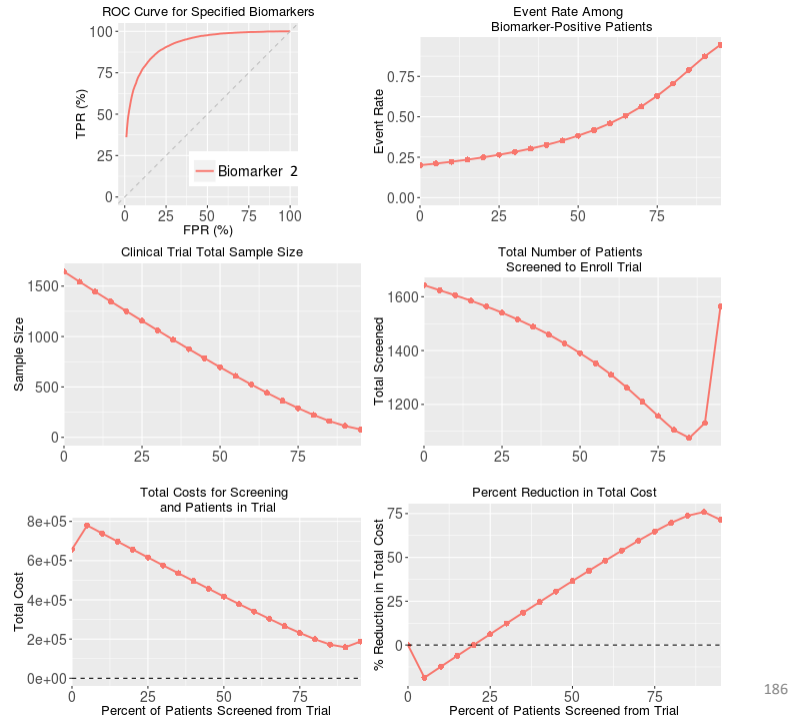 ROC Curve for Specified Biomarkers
TPR (%)
100
75
50
25
0
Biomarker 2
0 25 50 75 100
FPR (%)
Event Rate Among
Biomarker-Positive Patients
Event Rate
0.75
0.50
0.25
0.00
0 25 50 75
Clinical Trial Total Sample Size
Sample Size
1500
1000
500
0
0 25 50 75
Total Number of Patients
Screened to Enroll Trial
Total Screened
1600
1400
1200
0 25 50 75
Total Costs for Screening
and Patients in Trial
Total Cost
8e+05
6e+05
4e+05
2e+05
0e+00
0 25 50 75
Percent of Patients Screened from Trial
Percent Reduction in Total Cost
% Reduction in Total Cost
75
50
25
0
0 25 50 75
Percent of Patients Screened from Trial
186